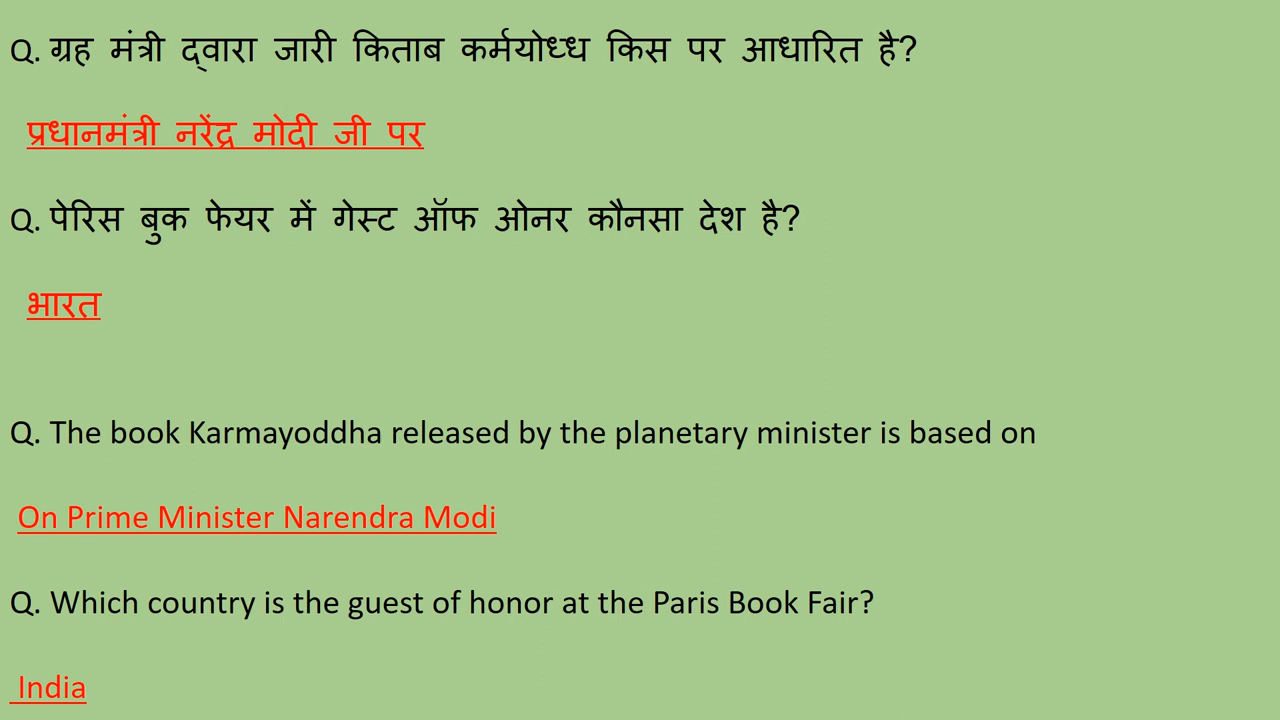 Q. ग्रह मंत्री द्वारा जारी किताब कर्मयोध्ध किस पर आधारित है?
प्रधानमंत्री नरेंद्र मोदी जी पर
Q. पेरिस बुक फेयर में गेस्ट ऑफ ओनर कौनसा देश है?
भारत
Q. The book Karmayoddha released by the planetary minister is based on
On Prime Minister Narendra Modi
Q. Which country is the guest of honor at the Paris Book Fair?
India